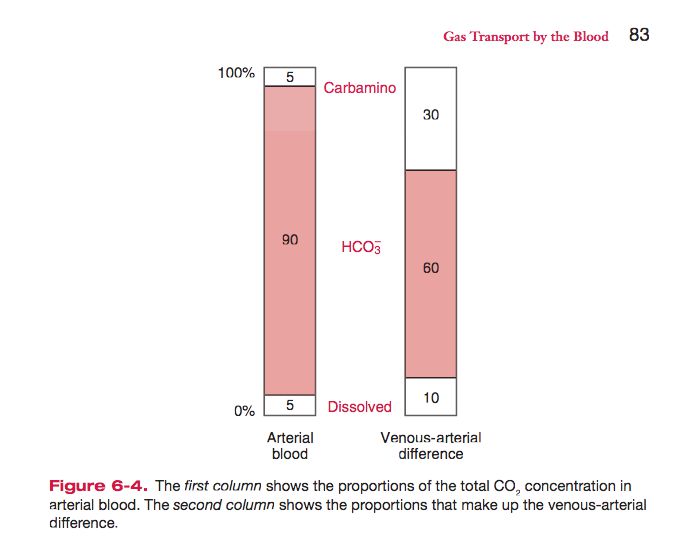 Gas Transport by the Blood 83
100%
5
Carbamino
30
90
HCO₃⁻
60
10
0%
5
Dissolved
Arterial
blood
Venous-arterial
difference
Figure 6-4. The first column shows the proportions of the total CO₂ concentration in
arterial blood. The second column shows the proportions that make up the venous-arterial
difference.